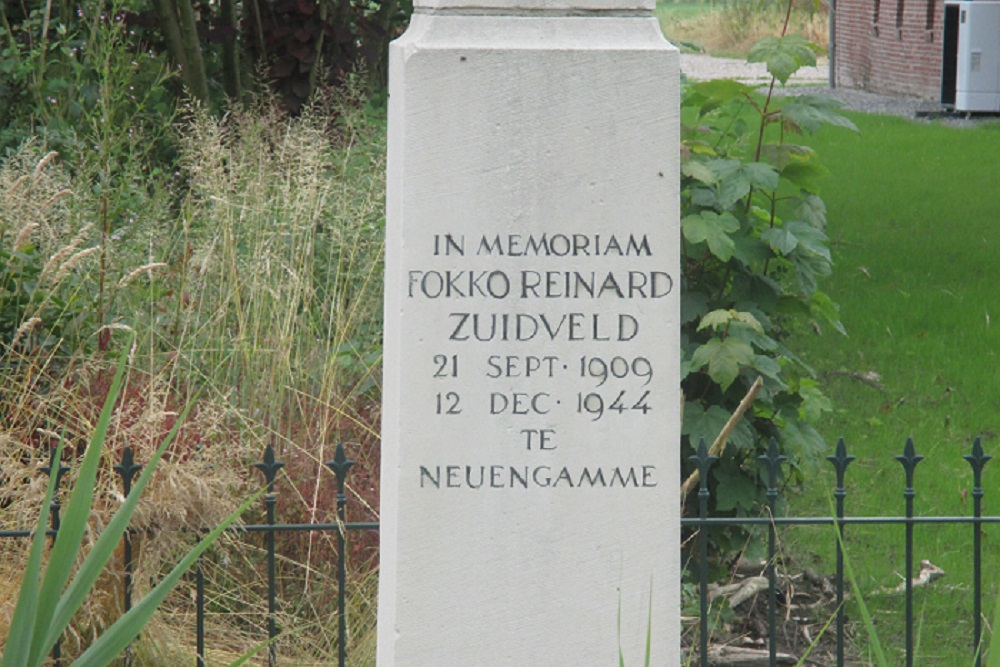 IN MEMORIAM
FOKKO REINARD
ZUIDVELD
21 SEPT· 1909
12 DEC· 1944
TE
NEUENGAMME